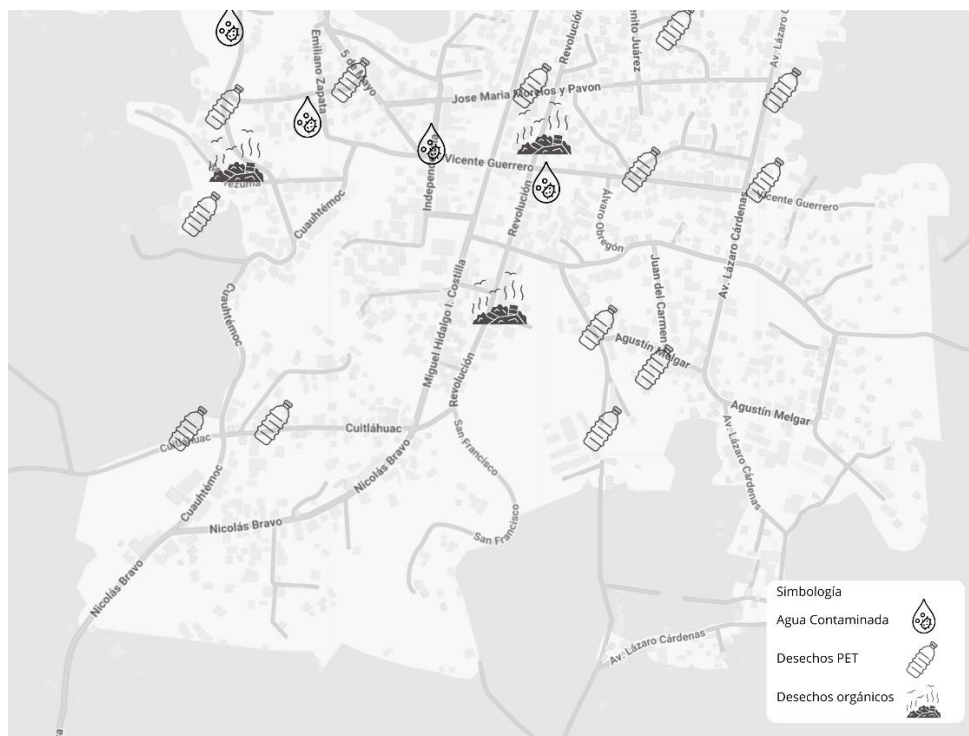 Emiliano Zapata
5 de Mayo
Revolución
Benito Juárez
Av. Lázaro C
Jose Maria Morelos y Pavon
Independencia
Vicente Guerrero
Vicente Guerrero
Cuauhtémoc
Revolución
Álvaro Obregón
Av. Lázaro Cárdenas
Cuauhtémoc
Miguel Hidalgo I. Costilla
Juan del Carmen
Agustín Melgar
Revolución
Agustín Melgar
Cuitláhuac
Cuitláhuac
San Francisco
Av. Lázaro Cárdenas
Nicolás Bravo
Cuauhtémoc
Nicolás Bravo
San Francisco
Nicolás Bravo
Av. Lázaro Cárdenas
Simbología
Agua Contaminada
Desechos PET
Desechos orgánicos